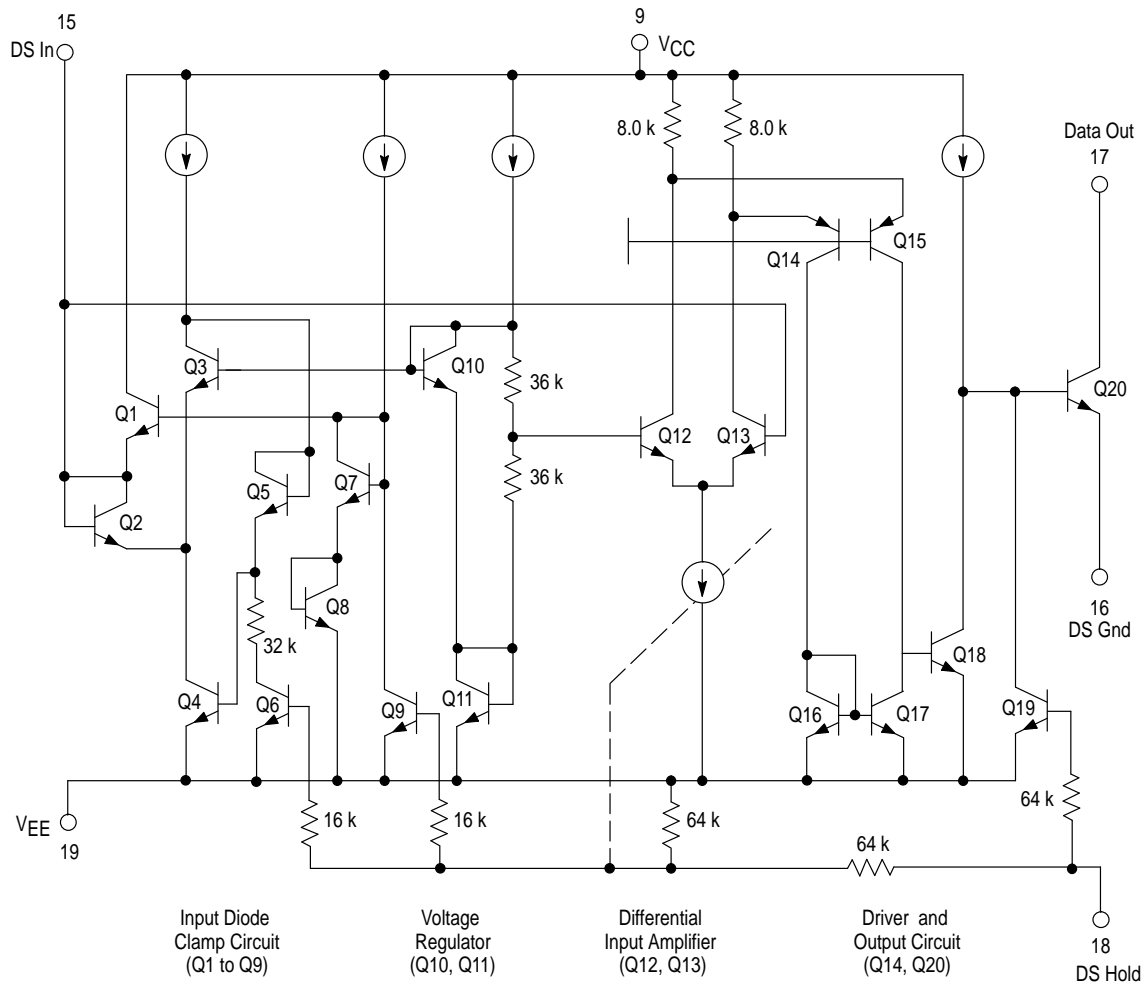 15
DS In
9
VCC
8.0 k
8.0 k
Data Out
17
Q14
Q15
Q3
Q10
36 k
Q20
Q1
Q12
Q13
Q5
Q7
36 k
Q2
Q8
16
DS Gnd
32 k
Q18
Q4
Q6
Q9
Q11
Q16
Q17
Q19
VEE
19
16 k
16 k
64 k
64 k
64 k
18
DS Hold
Input Diode
Clamp Circuit
(Q1 to Q9)
Voltage
Regulator
(Q10, Q11)
Differential
Input Amplifier
(Q12, Q13)
Driver and
Output Circuit
(Q14, Q20)